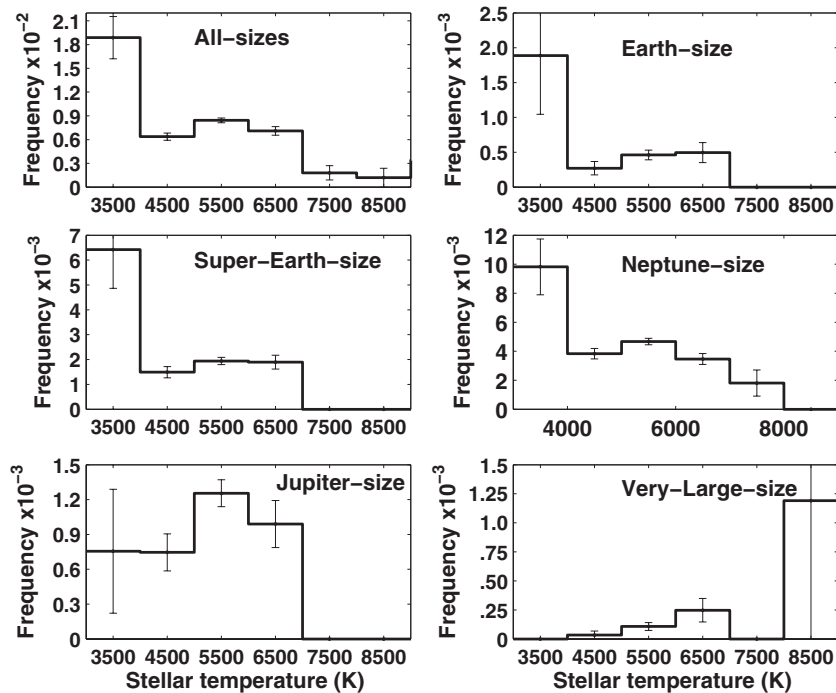 All−sizes
Frequency x10−2
2.1
1.8
1.5
1.2
0.9
0.6
0.3
0
3500 4500 5500 6500 7500 8500
Earth−size
Frequency x10−3
2.5
2.0
1.5
1.0
0.5
0
3500 4500 5500 6500 7500 8500
Super−Earth−size
Frequency x10−3
7
6
5
4
3
2
1
0
3500 4500 5500 6500 7500 8500
Neptune−size
Frequency x10−3
12
10
8
6
4
2
0
4000 6000 8000
Jupiter−size
Frequency x10−3
1.5
1.2
0.9
0.6
0.3
0
3500 4500 5500 6500 7500 8500
Stellar temperature (K)
Very−Large−size
Frequency x10−3
1.5
1.25
1.0
.75
.50
.25
0
3500 4500 5500 6500 7500 8500
Stellar temperature (K)